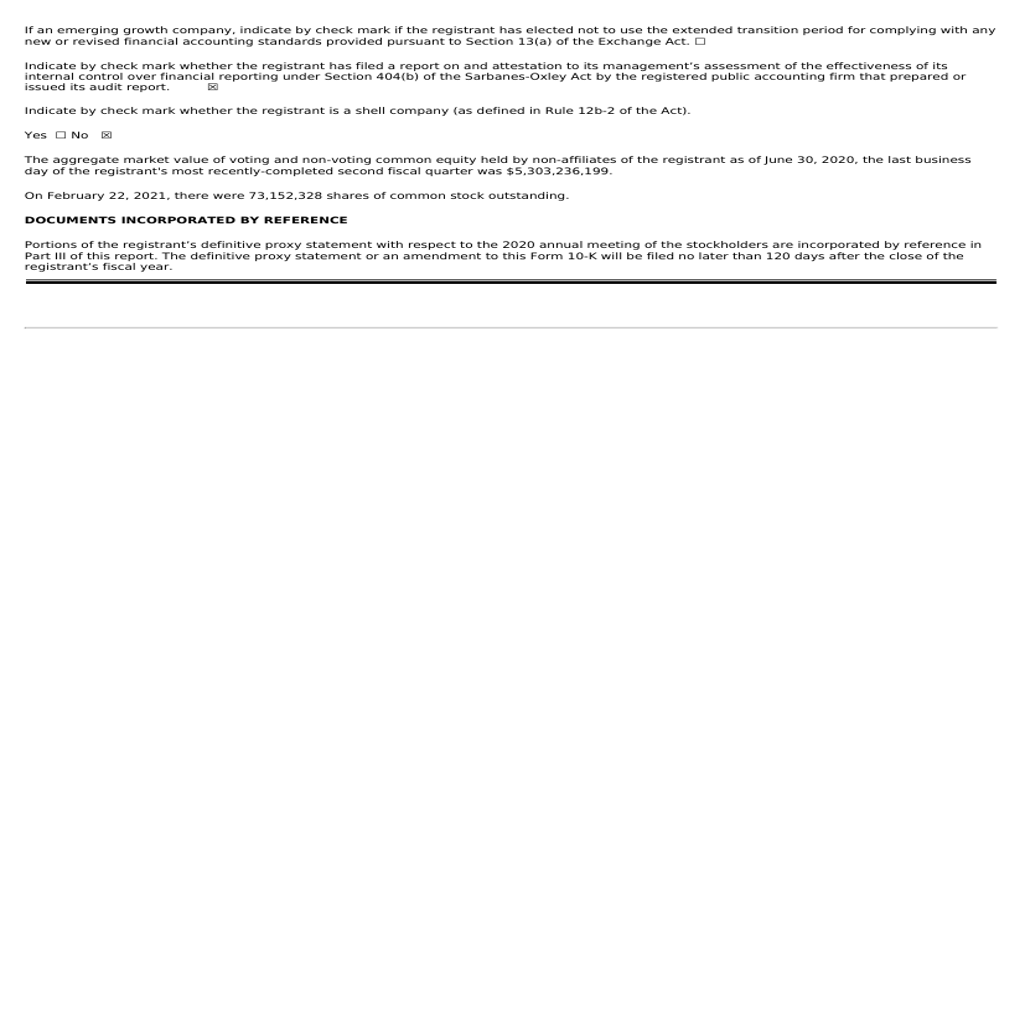 If an emerging growth company, indicate by check mark if the registrant has elected not to use the extended transition period for complying with any
new or revised financial accounting standards provided pursuant to Section 13(a) of the Exchange Act. ☐
Indicate by check mark whether the registrant has filed a report on and attestation to its management’s assessment of the effectiveness of its
internal control over financial reporting under Section 404(b) of the Sarbanes-Oxley Act by the registered public accounting firm that prepared or
issued its audit report. ☒
Indicate by check mark whether the registrant is a shell company (as defined in Rule 12b-2 of the Act).
Yes ☐ No ☒
The aggregate market value of voting and non-voting common equity held by non-affiliates of the registrant as of June 30, 2020, the last business
day of the registrant's most recently-completed second fiscal quarter was $5,303,236,199.
On February 22, 2021, there were 73,152,328 shares of common stock outstanding.
DOCUMENTS INCORPORATED BY REFERENCE
Portions of the registrant’s definitive proxy statement with respect to the 2020 annual meeting of the stockholders are incorporated by reference in
Part III of this report. The definitive proxy statement or an amendment to this Form 10-K will be filed no later than 120 days after the close of the
registrant’s fiscal year.